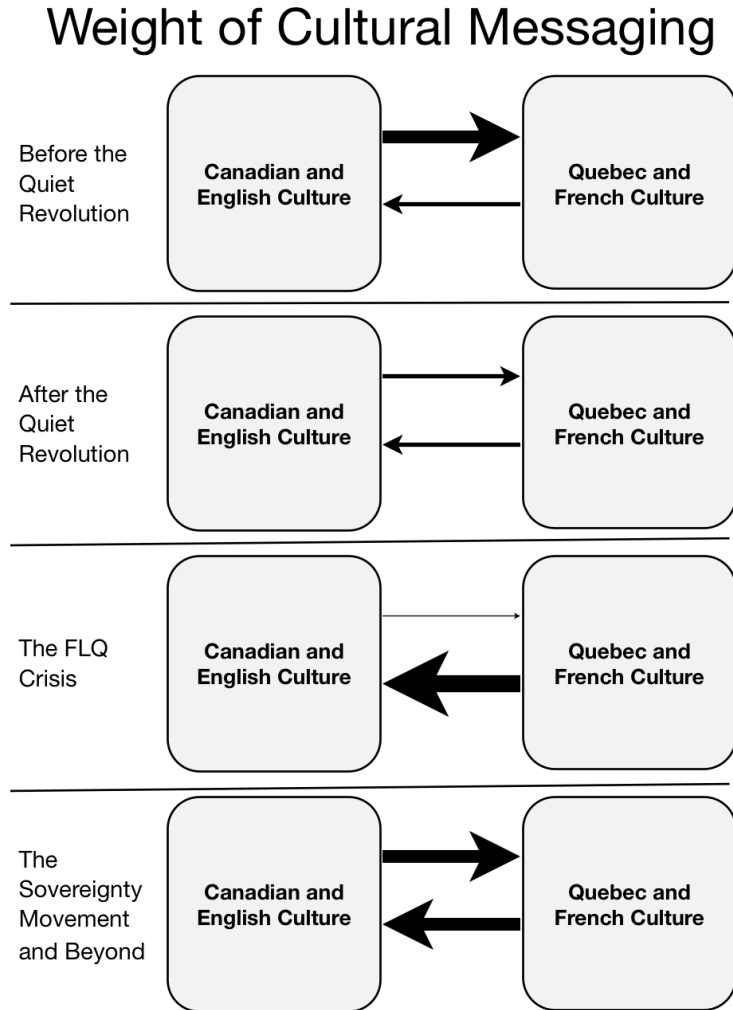 Weight of Cultural Messaging
Before the
Quiet
Revolution
Canadian and
English Culture
Quebec and
French Culture
After the
Quiet
Revolution
Canadian and
English Culture
Quebec and
French Culture
The FLQ
Crisis
Canadian and
English Culture
Quebec and
French Culture
The
Sovereignty
Movement
and Beyond
Canadian and
English Culture
Quebec and
French Culture